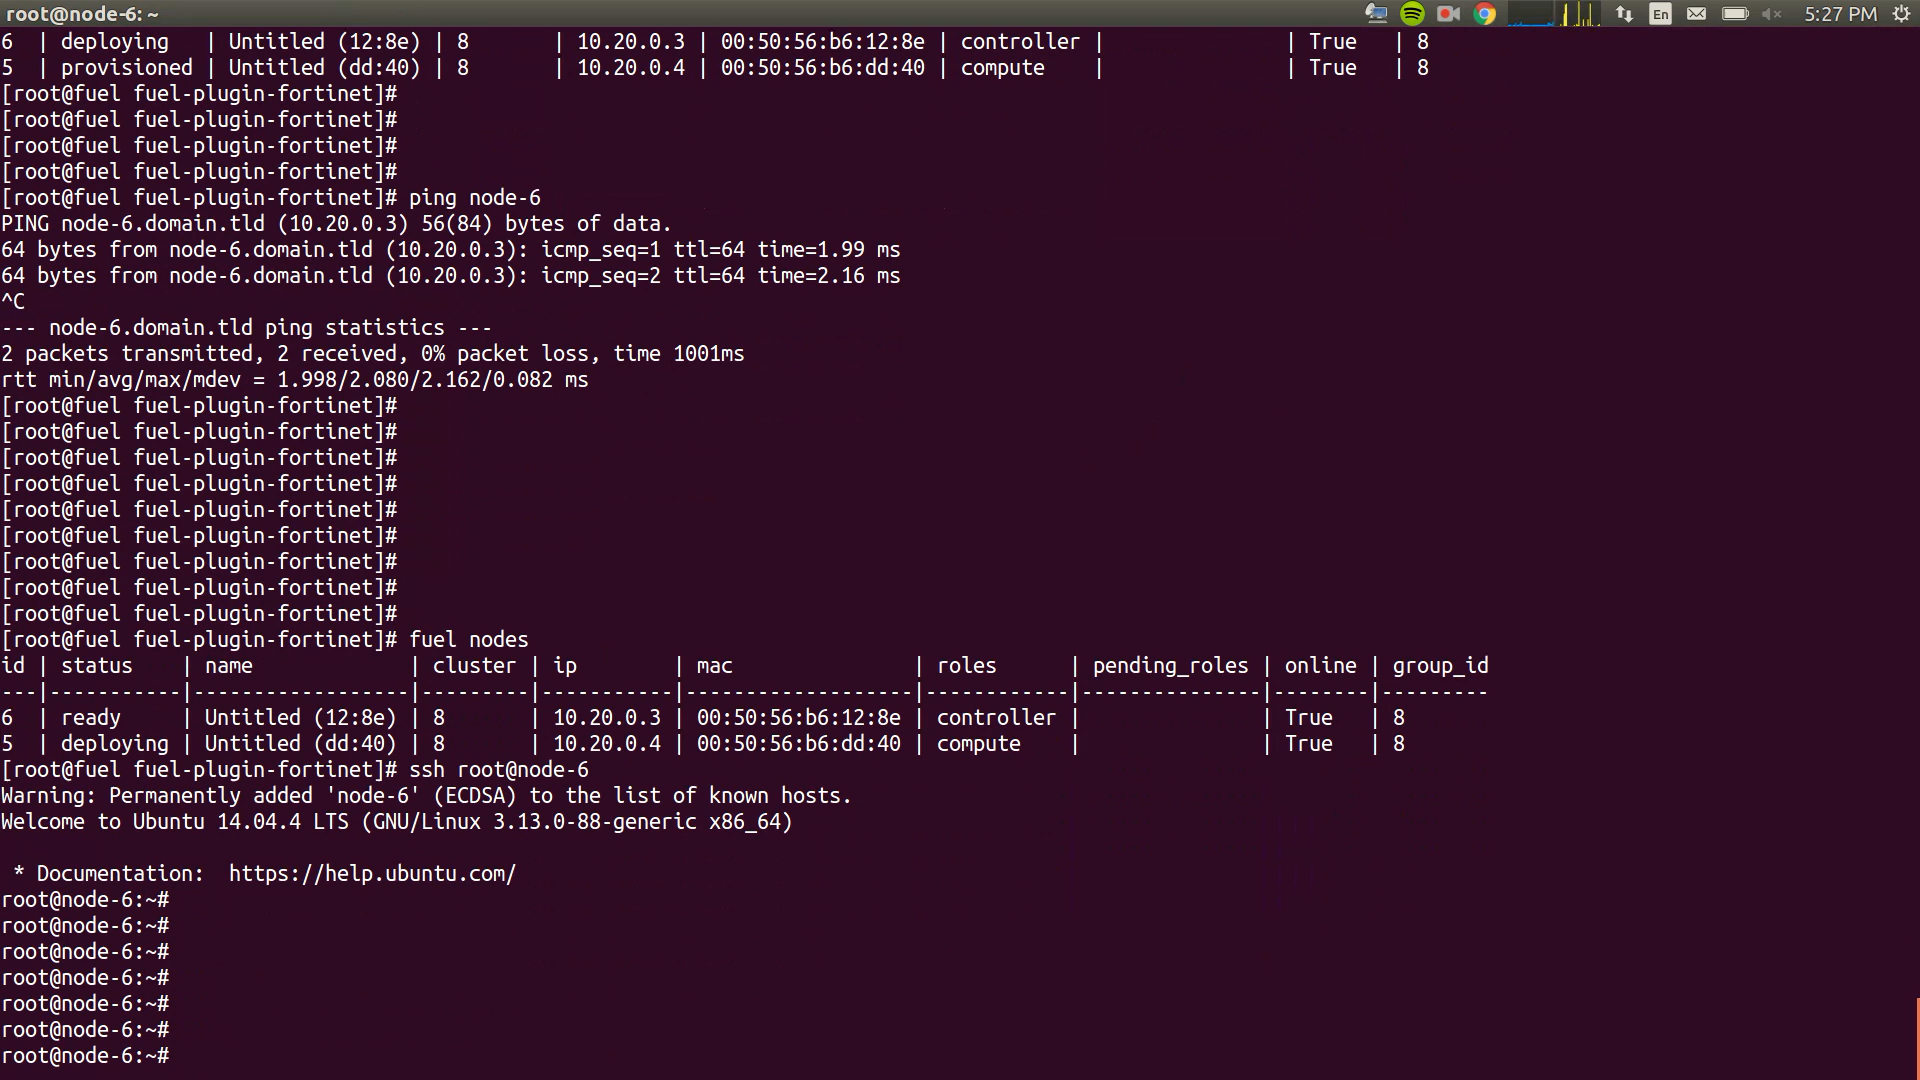 root@node-6: ~
En
5:27 PM
6  | deploying   | Untitled (12:8e) | 8       | 10.20.0.3 | 00:50:56:b6:12:8e | controller |               | True   | 8
5  | provisioned | Untitled (dd:40) | 8       | 10.20.0.4 | 00:50:56:b6:dd:40 | compute    |               | True   | 8
[root@fuel fuel-plugin-fortinet]#
[root@fuel fuel-plugin-fortinet]#
[root@fuel fuel-plugin-fortinet]#
[root@fuel fuel-plugin-fortinet]#
[root@fuel fuel-plugin-fortinet]# ping node-6
PING node-6.domain.tld (10.20.0.3) 56(84) bytes of data.
64 bytes from node-6.domain.tld (10.20.0.3): icmp_seq=1 ttl=64 time=1.99 ms
64 bytes from node-6.domain.tld (10.20.0.3): icmp_seq=2 ttl=64 time=2.16 ms
^C
--- node-6.domain.tld ping statistics ---
2 packets transmitted, 2 received, 0% packet loss, time 1001ms
rtt min/avg/max/mdev = 1.998/2.080/2.162/0.082 ms
[root@fuel fuel-plugin-fortinet]#
[root@fuel fuel-plugin-fortinet]#
[root@fuel fuel-plugin-fortinet]#
[root@fuel fuel-plugin-fortinet]#
[root@fuel fuel-plugin-fortinet]#
[root@fuel fuel-plugin-fortinet]#
[root@fuel fuel-plugin-fortinet]#
[root@fuel fuel-plugin-fortinet]#
[root@fuel fuel-plugin-fortinet]#
[root@fuel fuel-plugin-fortinet]# fuel nodes
id | status    | name             | cluster | ip        | mac               | roles      | pending_roles | online | group_id
---|-----------|------------------|---------|-----------|-------------------|------------|---------------|--------|---------
6  | ready     | Untitled (12:8e) | 8       | 10.20.0.3 | 00:50:56:b6:12:8e | controller |               | True   | 8
5  | deploying | Untitled (dd:40) | 8       | 10.20.0.4 | 00:50:56:b6:dd:40 | compute    |               | True   | 8
[root@fuel fuel-plugin-fortinet]# ssh root@node-6
Warning: Permanently added 'node-6' (ECDSA) to the list of known hosts.
Welcome to Ubuntu 14.04.4 LTS (GNU/Linux 3.13.0-88-generic x86_64)
 * Documentation:  https://help.ubuntu.com/
root@node-6:~#
root@node-6:~#
root@node-6:~#
root@node-6:~#
root@node-6:~#
root@node-6:~#
root@node-6:~#